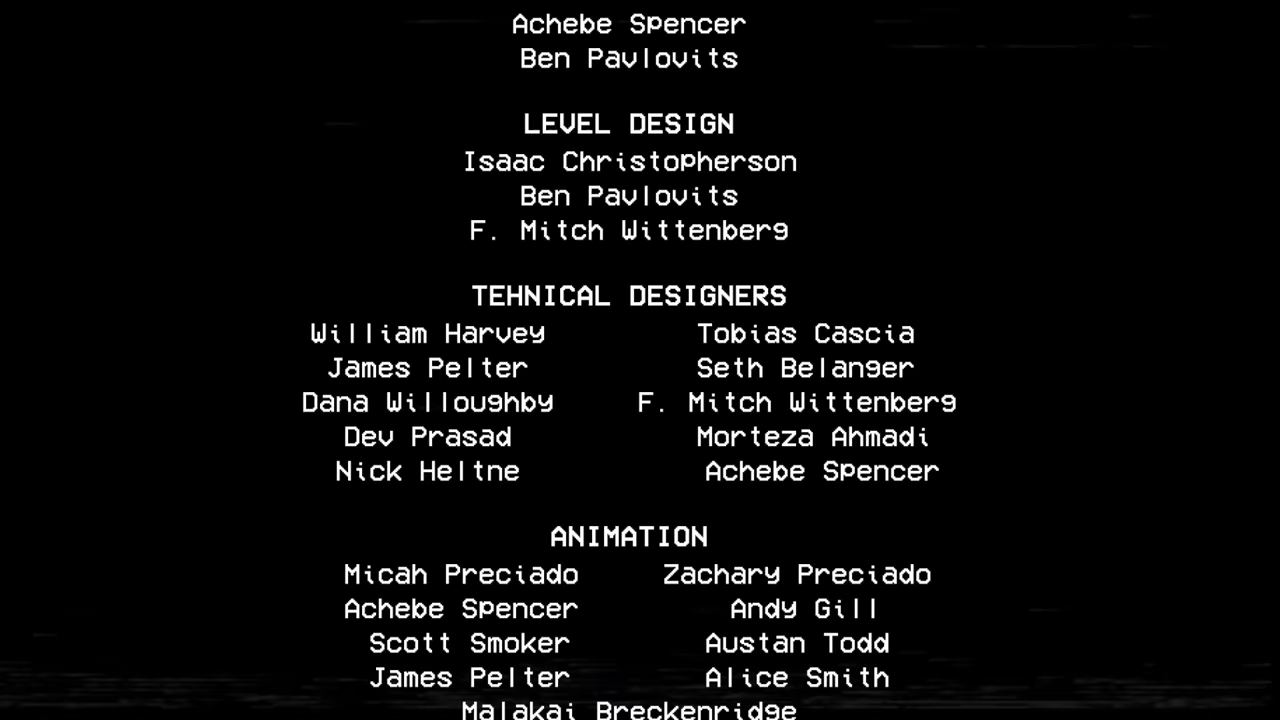 Achebe Spencer
Ben Pavlovits
LEVEL DESIGN
Isaac Christopherson
Ben Pavlovits
F. Mitch Wittenberg
TEHNICAL DESIGNERS
William Harvey Tobias Cascia
James Pelter Seth Belanger
Dana Willoughby F. Mitch Wittenberg
Dev Prasad Morteza Ahmadi
Nick Heltne Achebe Spencer
ANIMATION
Micah Preciado Zachary Preciado
Achebe Spencer Andy Gill
Scott Smoker Austan Todd
James Pelter Alice Smith
Malakai Breckenridge